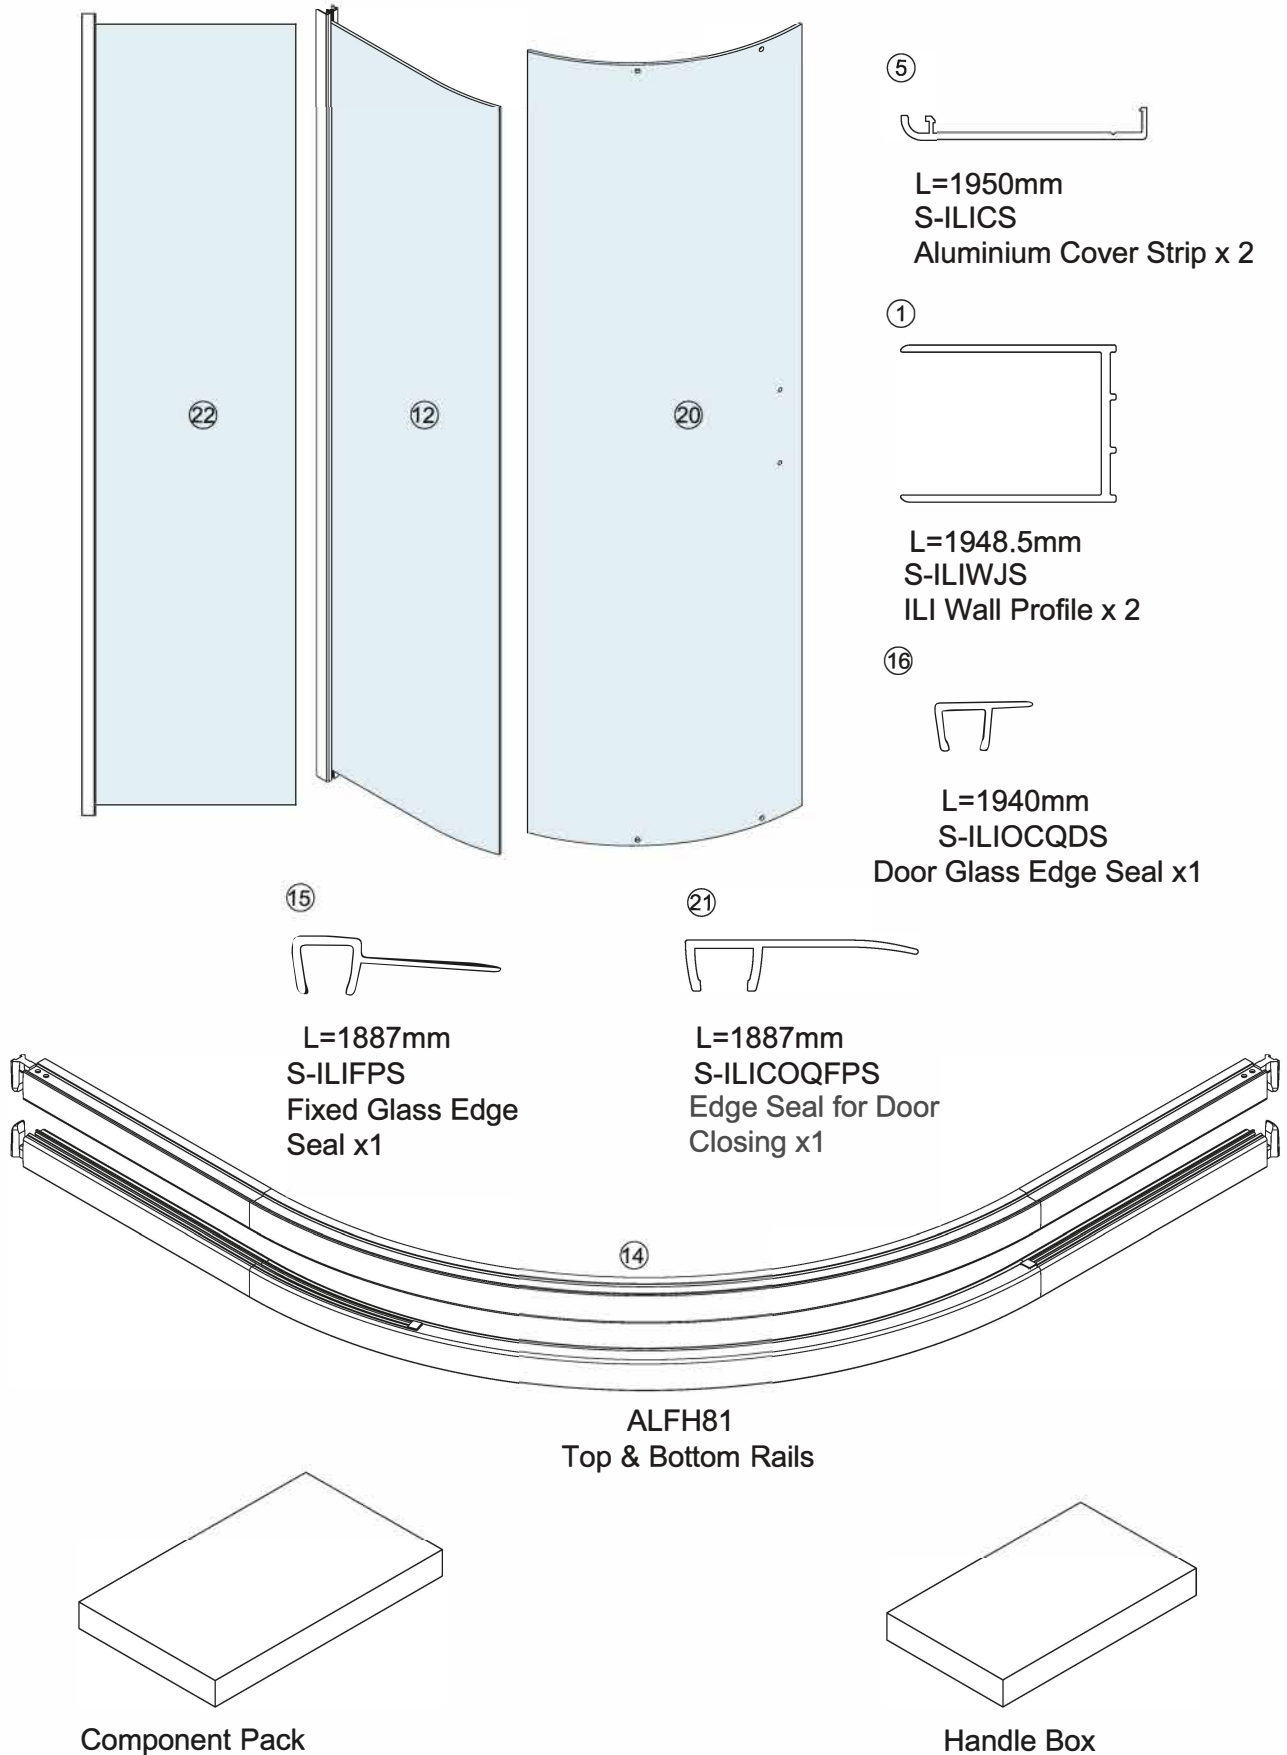 5
L=1950mm
S-ILICS
Aluminium Cover Strip x 2
1
L=1948.5mm
S-ILIWJS
ILI Wall Profile x 2
22
12
20
16
L=1940mm
S-ILIOCQDS
Door Glass Edge Seal x1
15
L=1887mm
S-ILIFPS
Fixed Glass Edge
Seal x1
21
L=1887mm
S-ILICOQFPS
Edge Seal for Door
Closing x1
14
ALFH81
Top & Bottom Rails
Component Pack
Handle Box